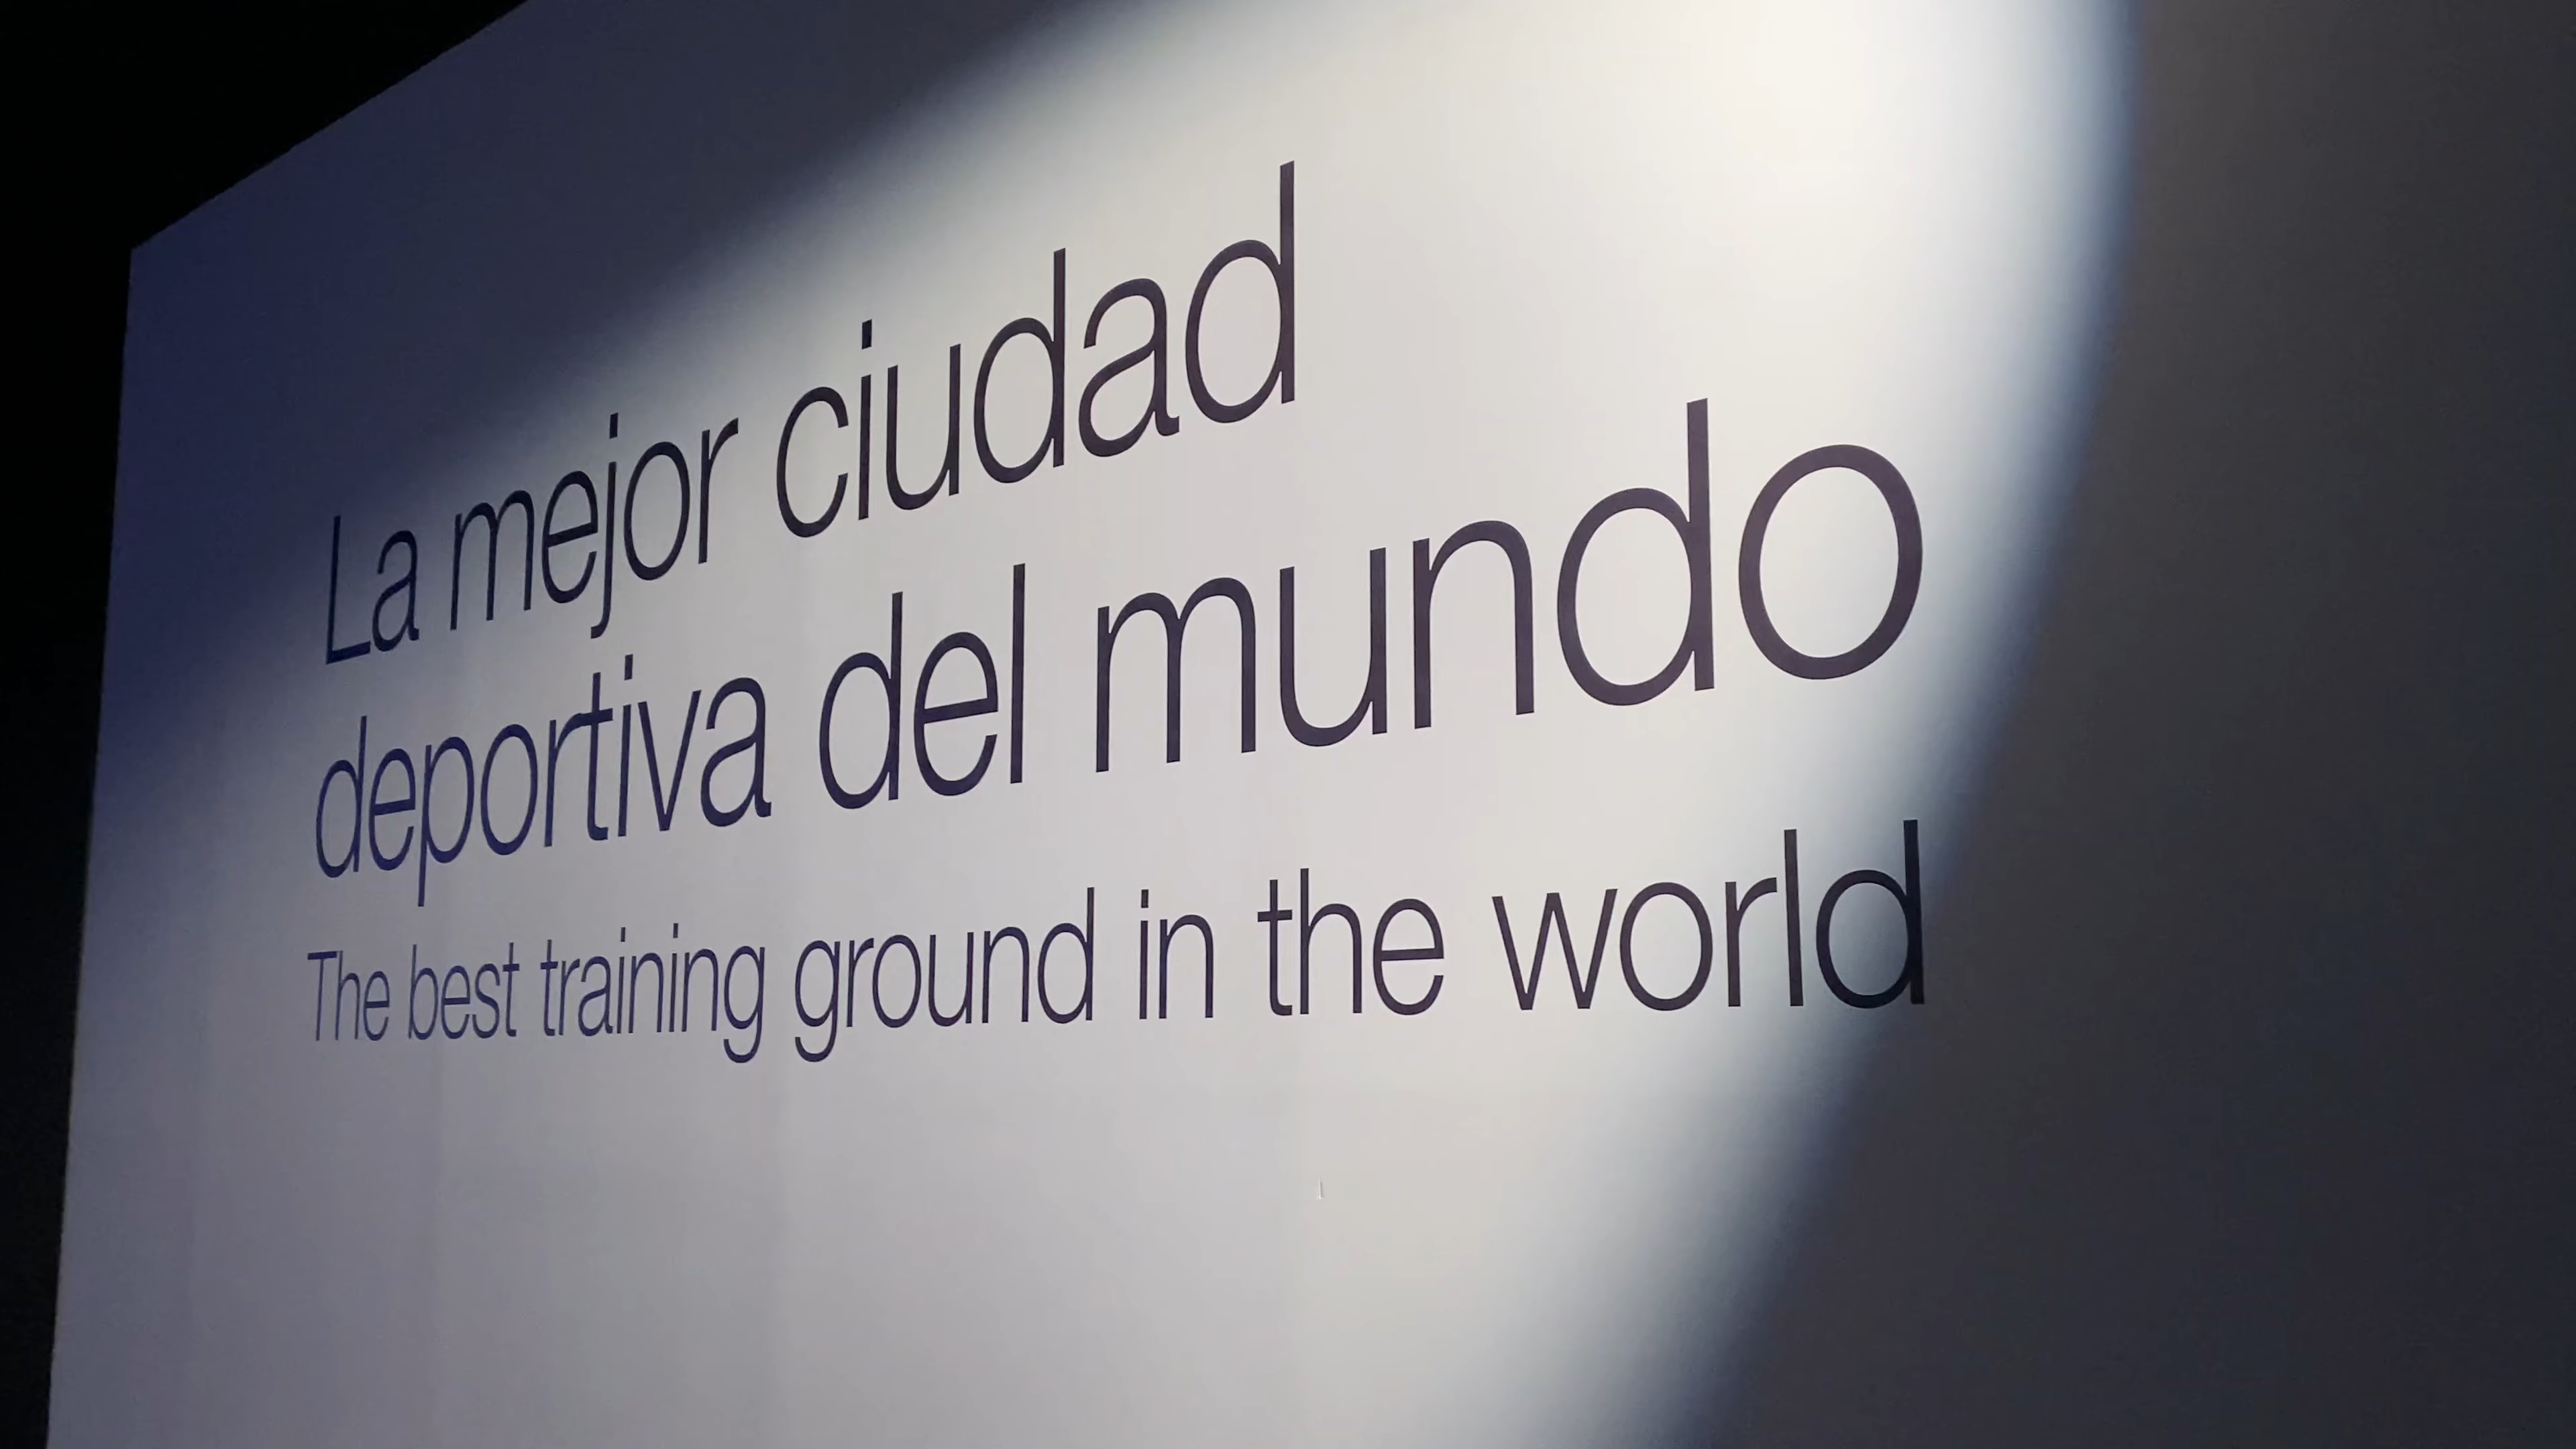 La mejor ciudad
deportiva del mundo
The best training ground in the world